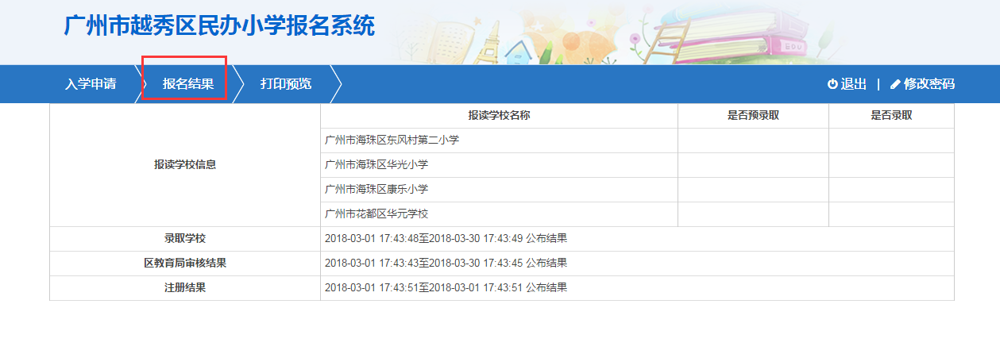 广州市越秀区民办小学报名系统
EDU
入学申请 报名结果 打印预览 退出 | 修改密码
报读学校名称 是否预录取 是否录取
报读学校信息
广州市海珠区东风村第二小学
广州市海珠区华光小学
广州市海珠区康乐小学
广州市花都区华元学校
录取学校 2018-03-01 17:43:48至2018-03-30 17:43:49 公布结果
区教育局审核结果 2018-03-01 17:43:43至2018-03-30 17:43:45 公布结果
注册结果 2018-03-01 17:43:51至2018-03-01 17:43:51 公布结果